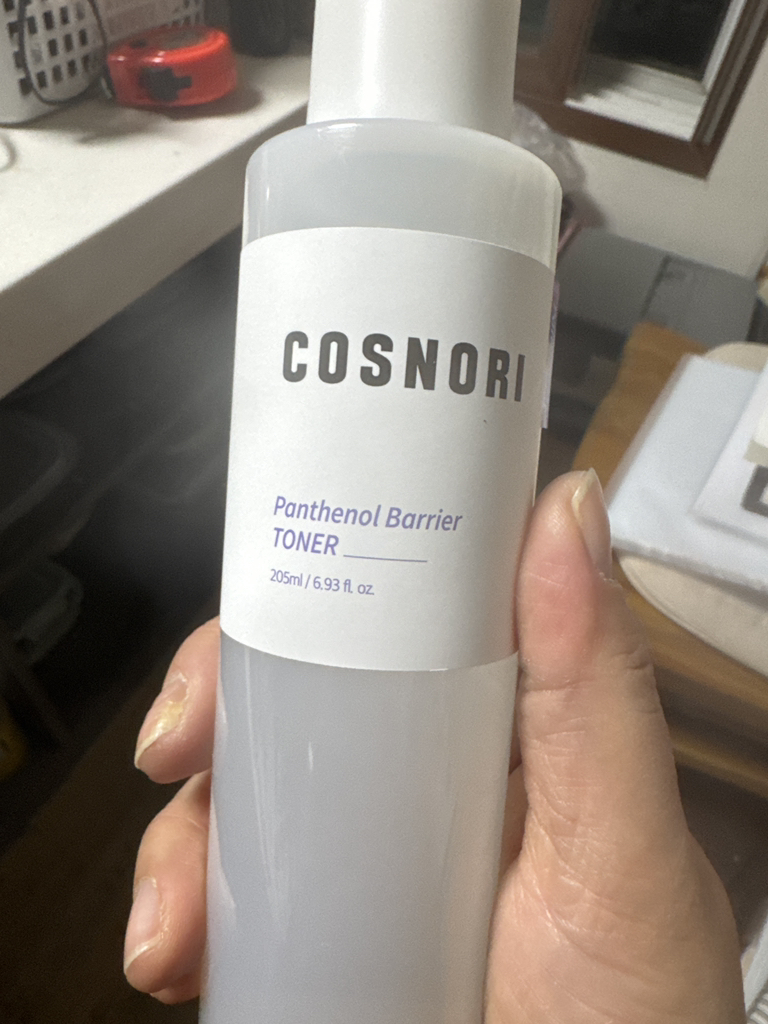 COSNORI
Panthenol Barrier
TONER
205ml / 6.93 fl. oz.